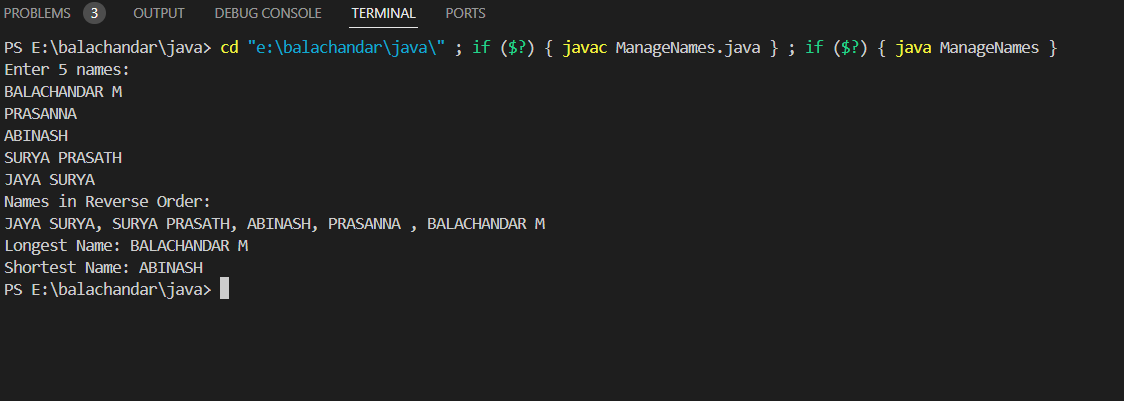 PROBLEMS 3 OUTPUT DEBUG CONSOLE TERMINAL PORTS
PS E:\balachandar\java> cd "e:\balachandar\java\" ; if ($?) { javac ManageNames.java } ; if ($?) { java ManageNames }
Enter 5 names:
BALACHANDAR M
PRASANNA
ABINASH
SURYA PRASATH
JAYA SURYA
Names in Reverse Order:
JAYA SURYA, SURYA PRASATH, ABINASH, PRASANNA , BALACHANDAR M
Longest Name: BALACHANDAR M
Shortest Name: ABINASH
PS E:\balachandar\java>